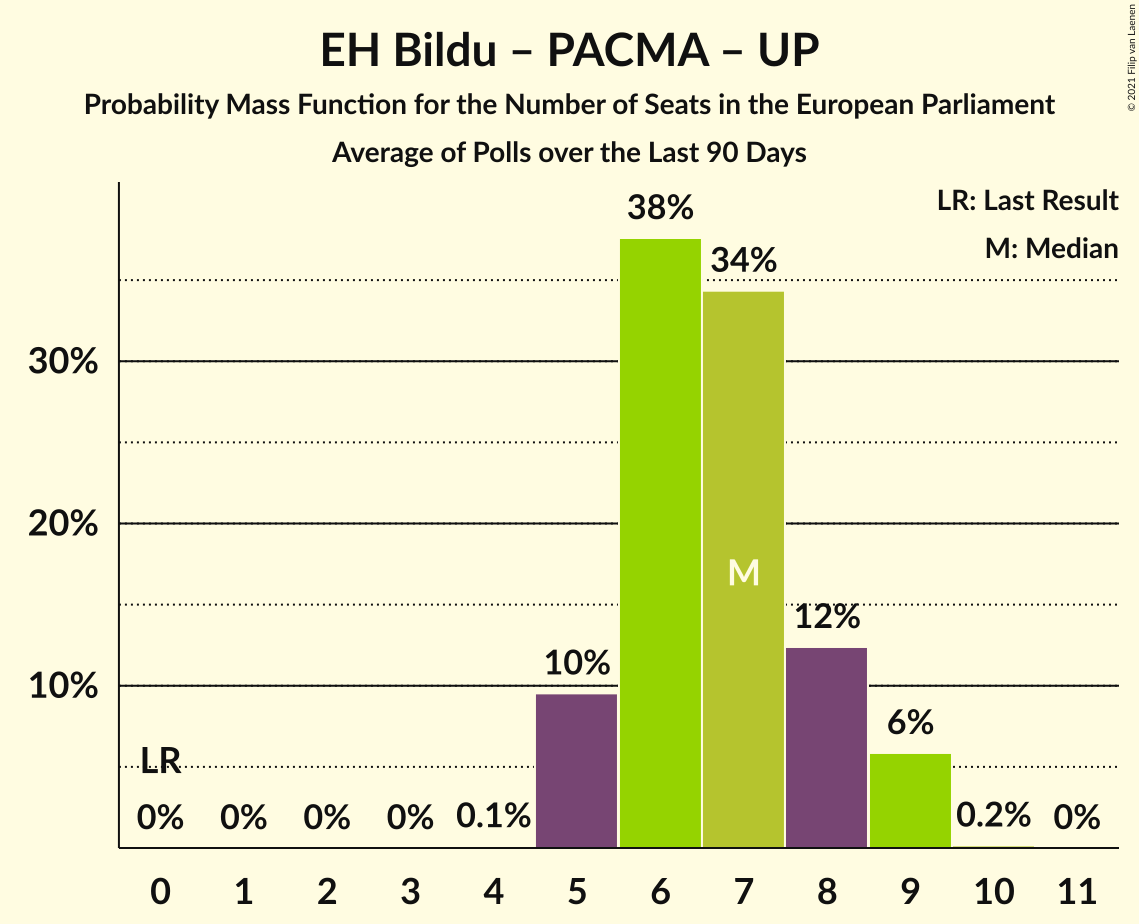 EH Bildu – PACMA – UP
Probability Mass Function for the Number of Seats in the European Parliament
Average of Polls over the Last 90 Days
© 2021 Filip van Laenen
LR: Last Result
M: Median
38%
34%
30%
20%
M
12%
10%
10%
6%
LR
0%
0%
0%
0%
0.1%
0.2%
0%
0 1 2 3 4 5 6 7 8 9 10 11